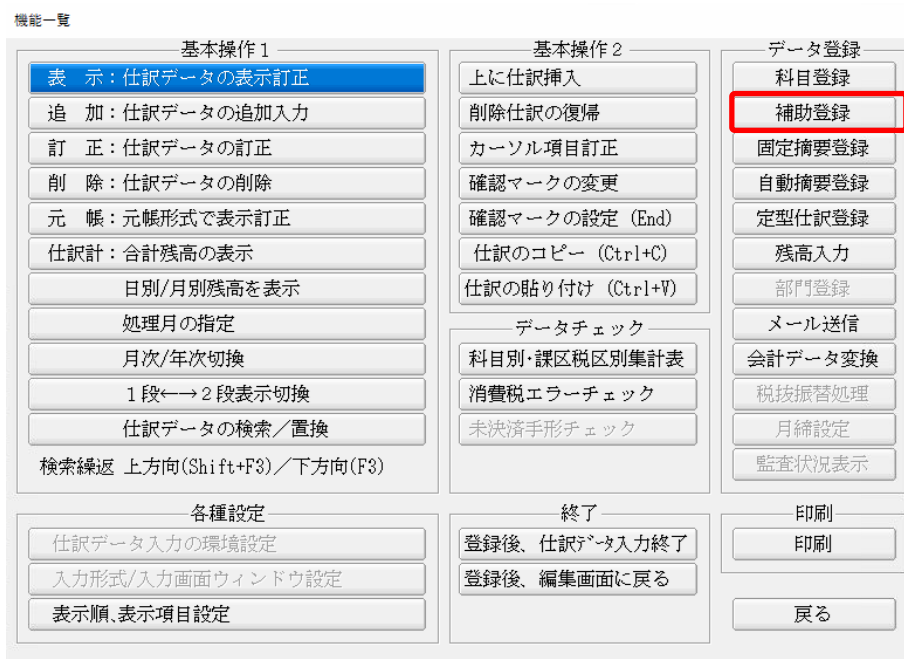 機能一覧
基本操作1
表　示：仕訳データの表示訂正
追　加：仕訳データの追加入力
訂　正：仕訳データの訂正
削　除：仕訳データの削除
元　帳：元帳形式で表示訂正
仕訳計：合計残高の表示
日別/月別残高を表示
処理月の指定
月次/年次切換
1段←→2段表示切換
仕訳データの検索／置換
検索繰返 上方向(Shift+F3)／下方向(F3)
基本操作2
上に仕訳挿入
削除仕訳の復帰
カーソル項目訂正
確認マークの変更
確認マークの設定 (End)
仕訳のコピー (Ctrl+C)
仕訳の貼り付け (Ctrl+V)
データチェック
科目別・課区税区別集計表
消費税エラーチェック
未決済手形チェック
データ登録
科目登録
補助登録
固定摘要登録
自動摘要登録
定型仕訳登録
残高入力
部門登録
メール送信
会計データ変換
税抜振替処理
月締設定
監査状況表示
各種設定
仕訳データ入力の環境設定
入力形式/入力画面ウィンドウ設定
表示順、表示項目設定
終了
登録後、仕訳ﾃﾞｰﾀ入力終了
登録後、編集画面に戻る
印刷
印刷
戻る